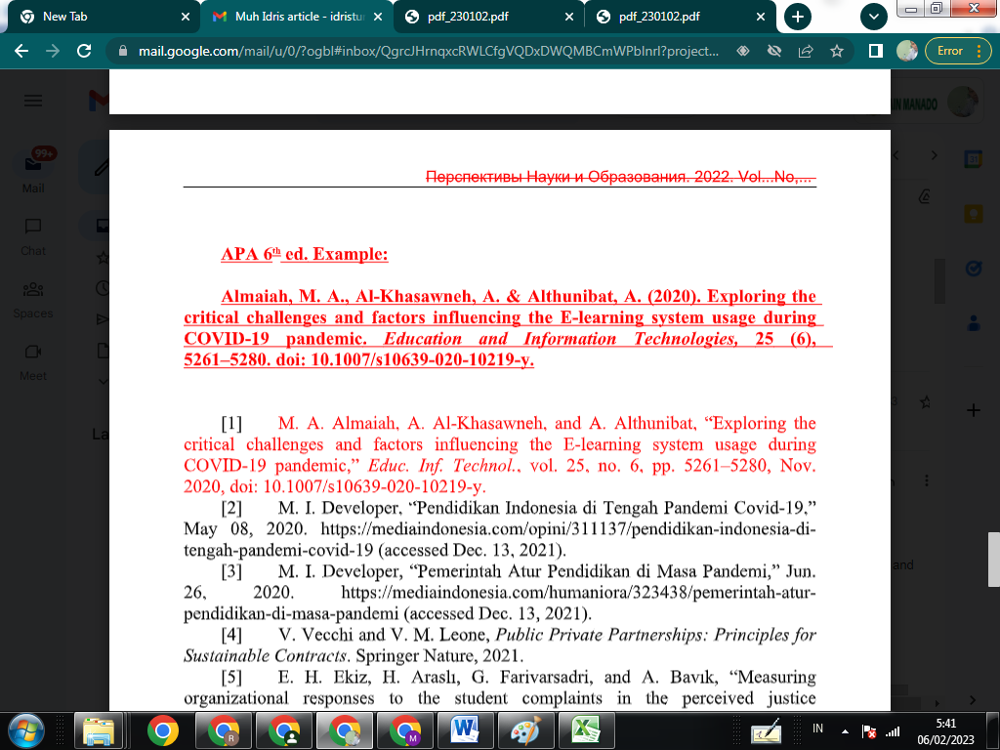 New Tab
Muh Idris article - idristu
pdf_230102.pdf
pdf_230102.pdf
mail.google.com/mail/u/0/?ogbl#inbox/QgrcJHrnqxcRWLCfgVQDxDWQMBCmWPblnrl?project...
Error
AIN MANADO
99+
Mail
Chat
Spaces
Meet
La
31
3
and
Перспективы Науки и Образования. 2022. Vol...No,...
APA 6th ed. Example:
Almaiah, M. A., Al-Khasawneh, A. & Althunibat, A. (2020). Exploring the
critical challenges and factors influencing the E-learning system usage during
COVID-19 pandemic. Education and Information Technologies, 25 (6),
5261–5280. doi: 10.1007/s10639-020-10219-y.
[1] M. A. Almaiah, A. Al-Khasawneh, and A. Althunibat, “Exploring the
critical challenges and factors influencing the E-learning system usage during
COVID-19 pandemic,” Educ. Inf. Technol., vol. 25, no. 6, pp. 5261–5280, Nov.
2020, doi: 10.1007/s10639-020-10219-y.
[2] M. I. Developer, “Pendidikan Indonesia di Tengah Pandemi Covid-19,”
May 08, 2020. https://mediaindonesia.com/opini/311137/pendidikan-indonesia-di-
tengah-pandemi-covid-19 (accessed Dec. 13, 2021).
[3] M. I. Developer, “Pemerintah Atur Pendidikan di Masa Pandemi,” Jun.
26, 2020. https://mediaindonesia.com/humaniora/323438/pemerintah-atur-
pendidikan-di-masa-pandemi (accessed Dec. 13, 2021).
[4] V. Vecchi and V. M. Leone, Public Private Partnerships: Principles for
Sustainable Contracts. Springer Nature, 2021.
[5] E. H. Ekiz, H. Araslı, G. Farivarsadri, and A. Bavık, “Measuring
organizational responses to the student complaints in the perceived justice
R
M
IN
5:41
06/02/2023